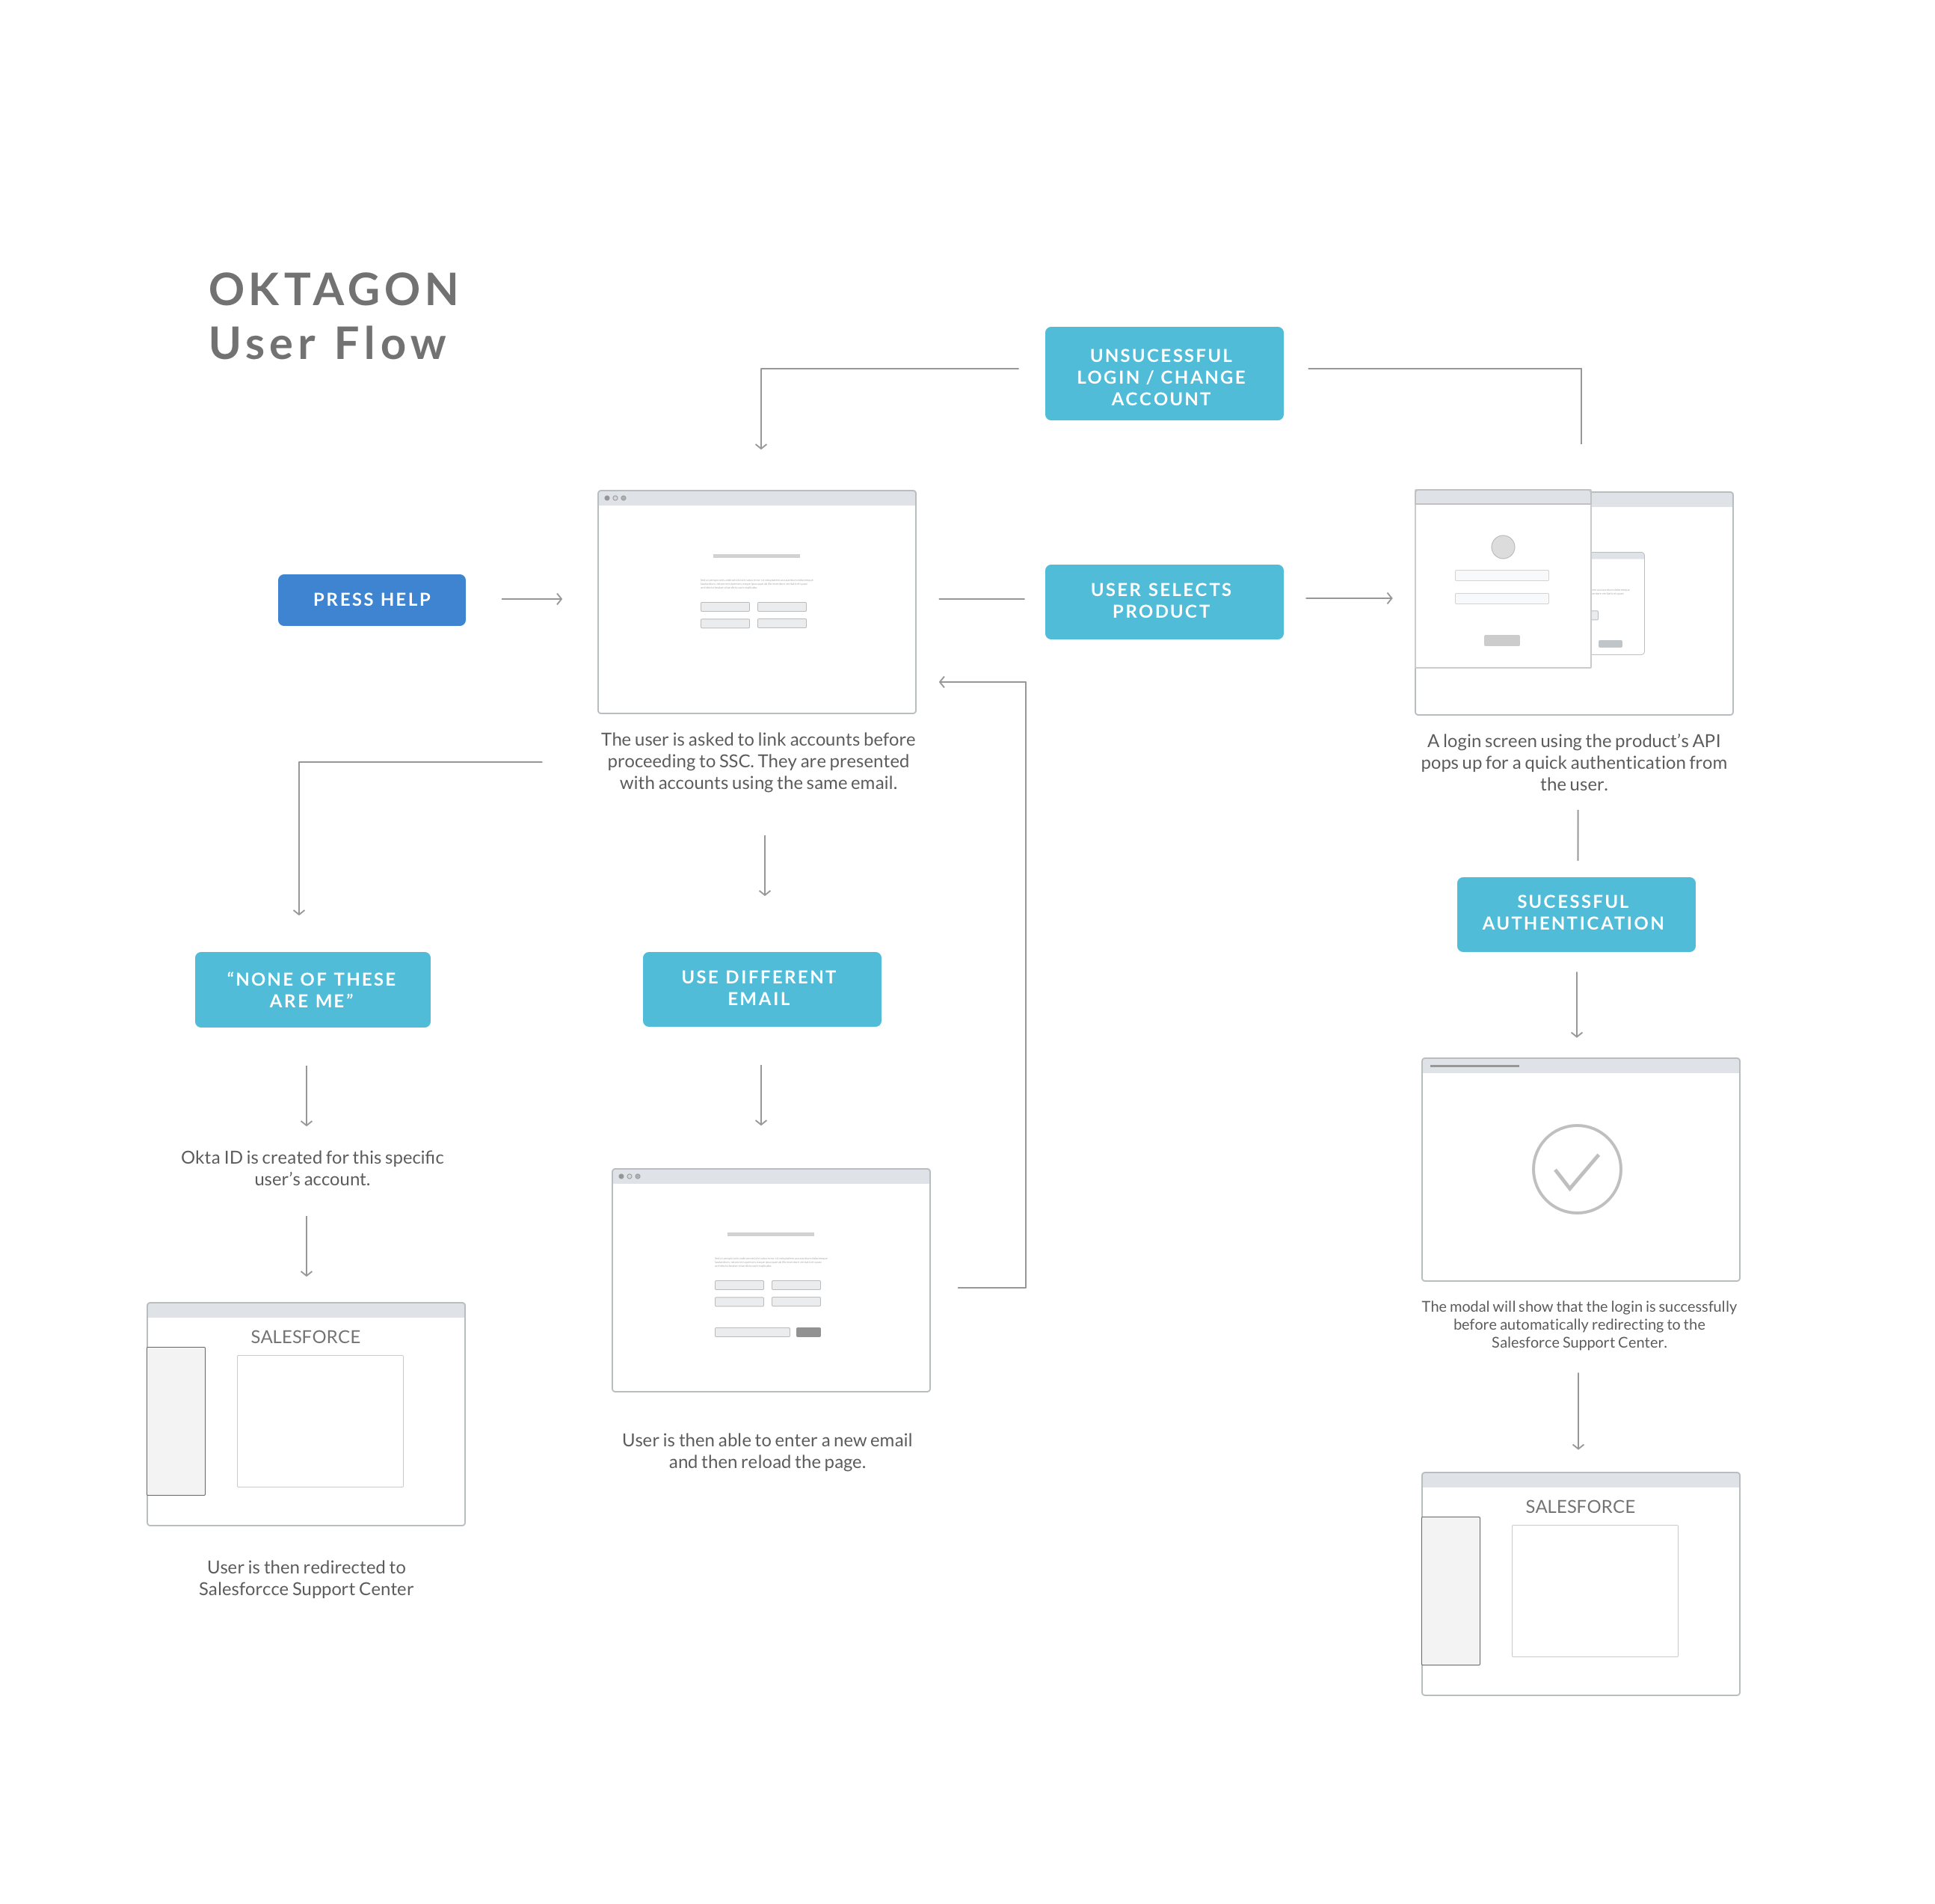 OKTAGON
User Flow
UNSUCESSFUL
LOGIN / CHANGE
ACCOUNT
PRESS HELP
USER SELECTS
PRODUCT
The user is asked to link accounts before
proceeding to SSC. They are presented
with accounts using the same email.
A login screen using the product’s API
pops up for a quick authentication from
the user.
SUCESSFUL
AUTHENTICATION
“NONE OF THESE
ARE ME”
USE DIFFERENT
EMAIL
Okta ID is created for this specific
user’s account.
The modal will show that the login is successfully
before automatically redirecting to the
Salesforce Support Center.
SALESFORCE
User is then able to enter a new email
and then reload the page.
User is then redirected to
Salesforcce Support Center
SALESFORCE